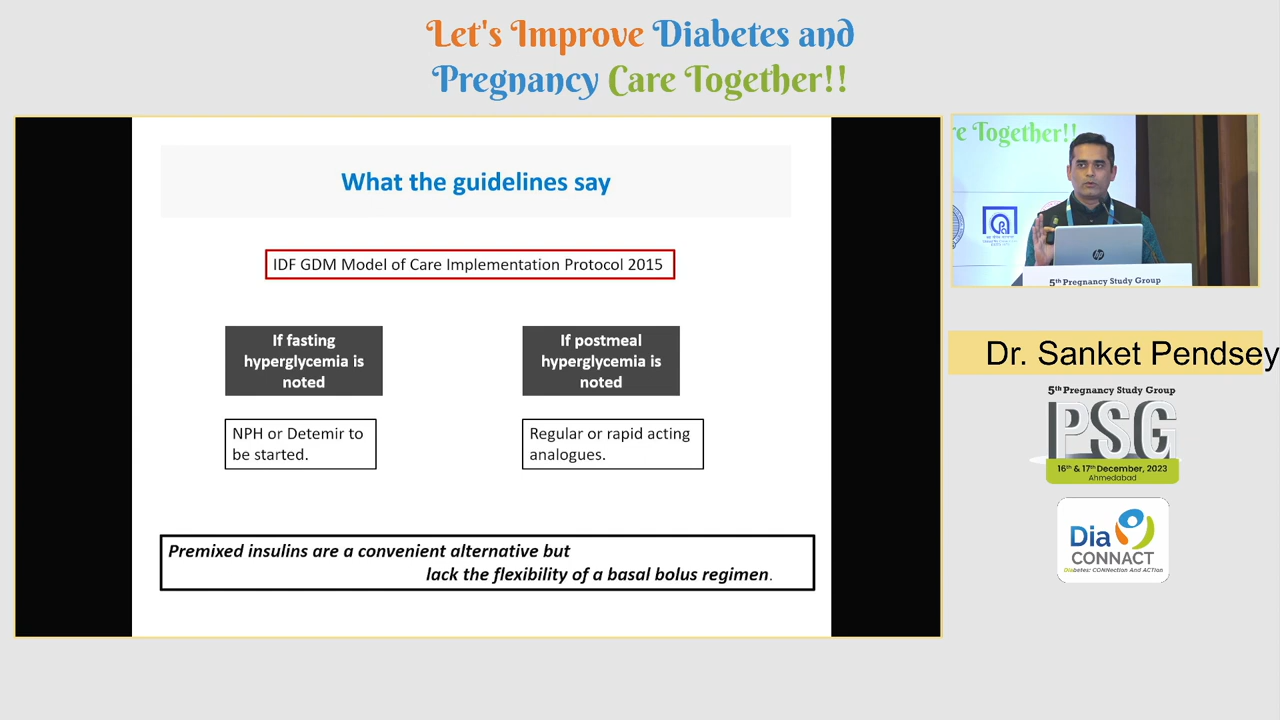 Let's Improve Diabetes and
Pregnancy Care Together!!
What the guidelines say
IDF GDM Model of Care Implementation Protocol 2015
If fasting
hyperglycemia is
noted
If postmeal
hyperglycemia is
noted
NPH or Detemir to
be started.
Regular or rapid acting
analogues.
Premixed insulins are a convenient alternative but
lack the flexibility of a basal bolus regimen.
re Together!!
hp
5th Pregnancy Study Group
Dr. Sanket Pendsey
5th Pregnancy Study Group
PSG
16th & 17th December, 2023
Ahmedabad
Dia
CONNACT
Diabetes: CONNection And ACTion